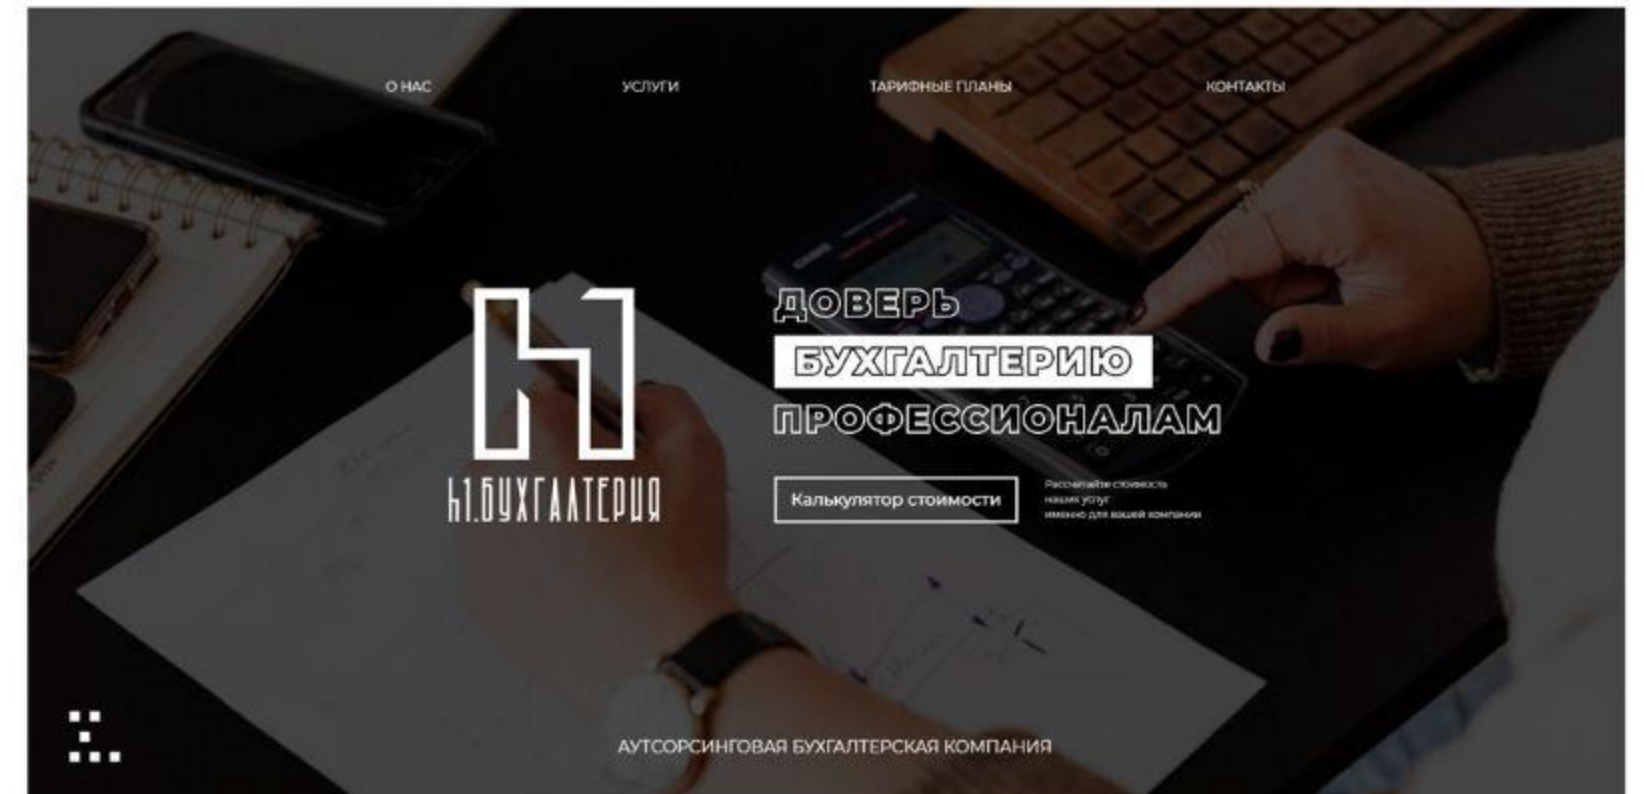 О НАС
УСЛУГИ
ТАРИФНЫЕ ПЛАНЫ
КОНТАКТЫ
ДОВЕРЬ
БУХГАЛТЕРИЮ
ПРОФЕССИОНАЛАМ
h1.БУХГАЛТЕРИЯ
Калькулятор стоимости
Рассчитайте стоимость
наших услуг
именно для вашей компании
АУТСОРСИНГОВАЯ БУХГАЛТЕРСКАЯ КОМПАНИЯ